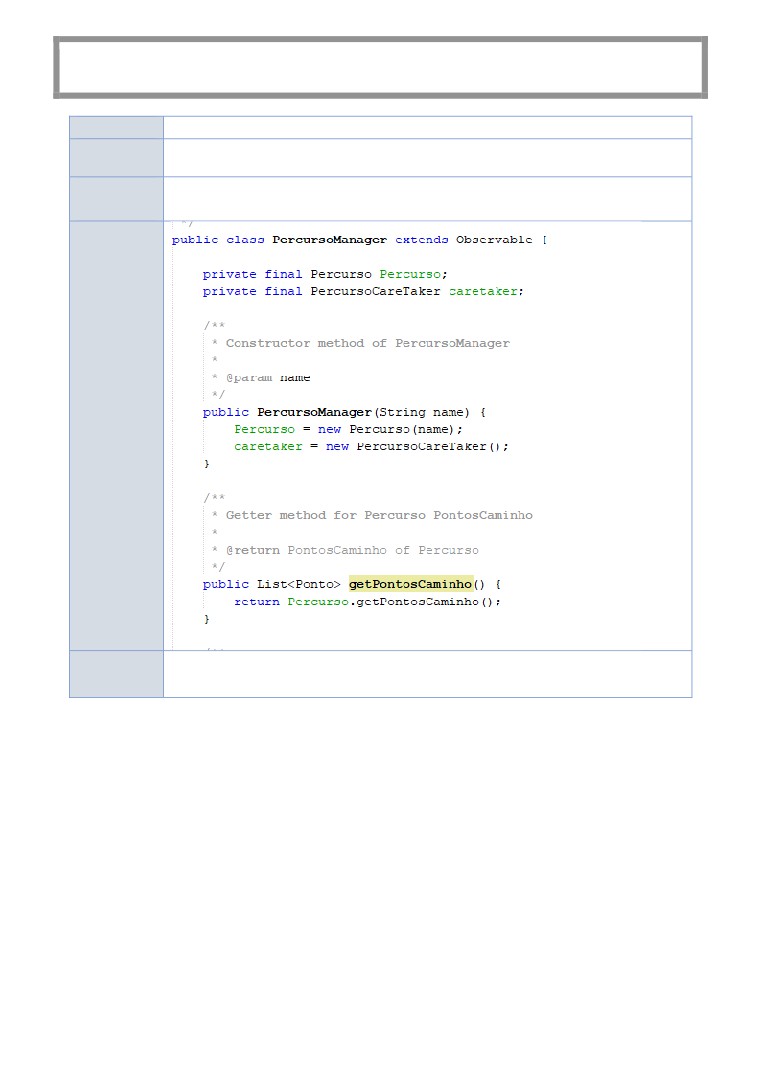 */
public class PercursoManager extends Observable {
private final Percurso Percurso;
private final PercursoCareTaker caretaker;
/**
* Constructor method of PercursoManager
*
* @param name
*/
public PercursoManager(String name) {
Percurso = new Percurso(name);
caretaker = new PercursoCareTaker();
}
/**
* Getter method for Percurso PontosCaminho
*
* @return PontosCaminho of Percurso
*/
public List<Ponto> getPontosCaminho() {
return Percurso.getPontosCaminho();
}